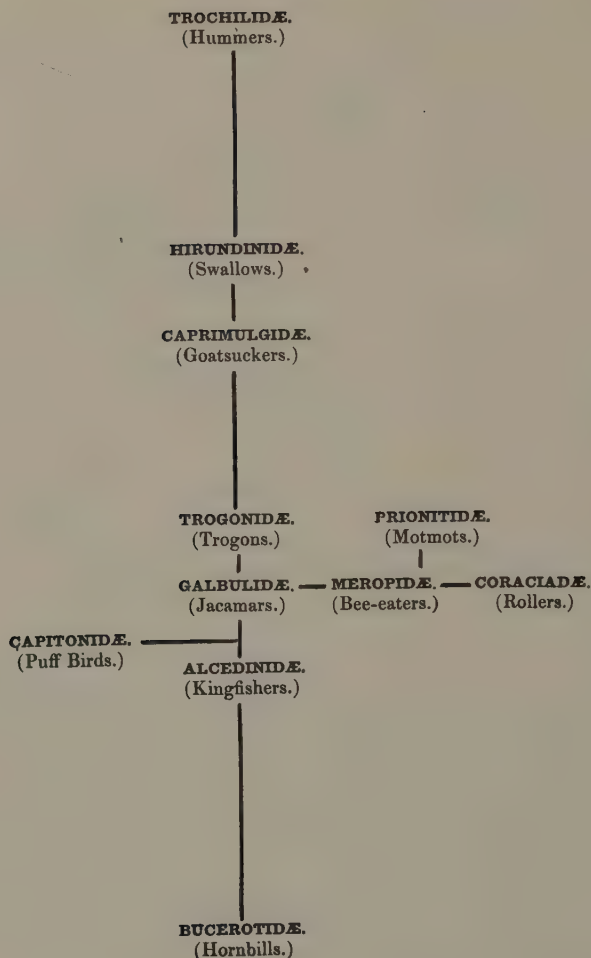 TROCHILIDÆ.
(Hummers.)
HIRUNDINIDÆ.
(Swallows.)
CAPRIMULGIDÆ.
(Goatsuckers.)
TROGONIDÆ.
(Trogons.)
PRIONITIDÆ.
(Motmots.)
GALBULIDÆ. — MEROPIDÆ. — CORACIADÆ.
(Jacamars.) (Bee-eaters.) (Rollers.)
CAPITONIDÆ.
(Puff Birds.)
ALCEDINIDÆ.
(Kingfishers.)
BUCEROTIDÆ.
(Hornbills.)